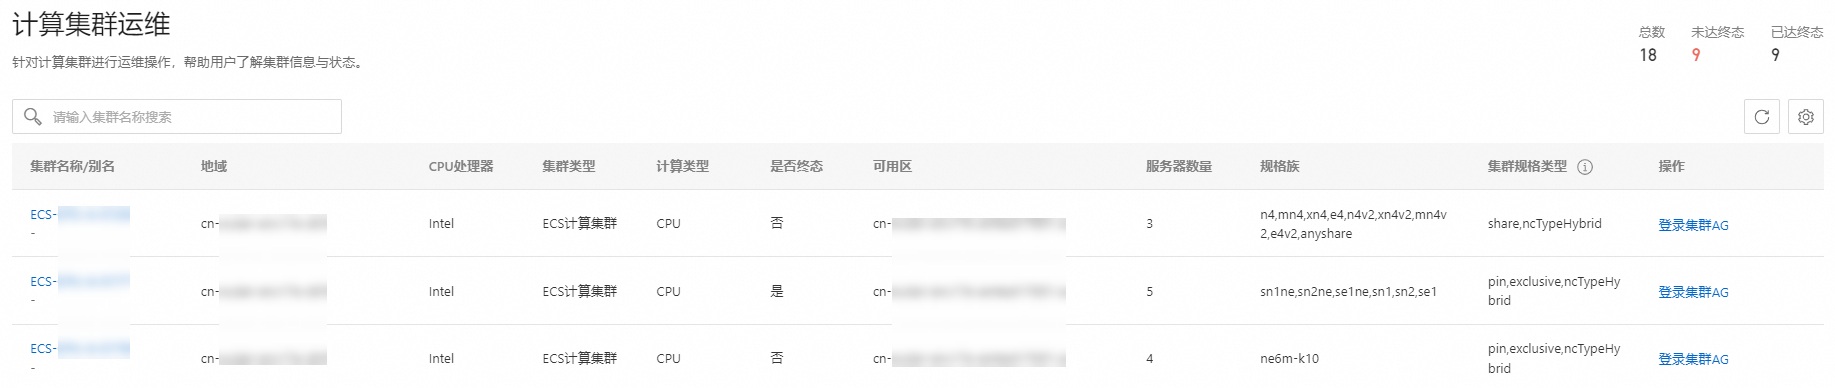 计算集群运维
针对计算集群进行运维操作，帮助用户了解集群信息与状态。
总数 未达终态 已达终态
18 9 9
请输入集群名称搜索
集群名称/别名 地域 CPU处理器 集群类型 计算类型 是否终态 可用区 服务器数量 规格族 集群规格类型 操作
ECS- cn- Intel ECS计算集群 CPU 否 cn- 3 n4,mn4,xn4,e4,n4v2,xn4v2,mn4v share,ncTypeHybrid 登录集群AG
- 2,e4v2,anyshare
ECS- cn- Intel ECS计算集群 CPU 是 cn- 5 sn1ne,sn2ne,se1ne,sn1,sn2,se1 pin,exclusive,ncTypeHy 登录集群AG
- brid
ECS- cn- Intel ECS计算集群 CPU 否 cn- 4 ne6m-k10 pin,exclusive,ncTypeHy 登录集群AG
- brid